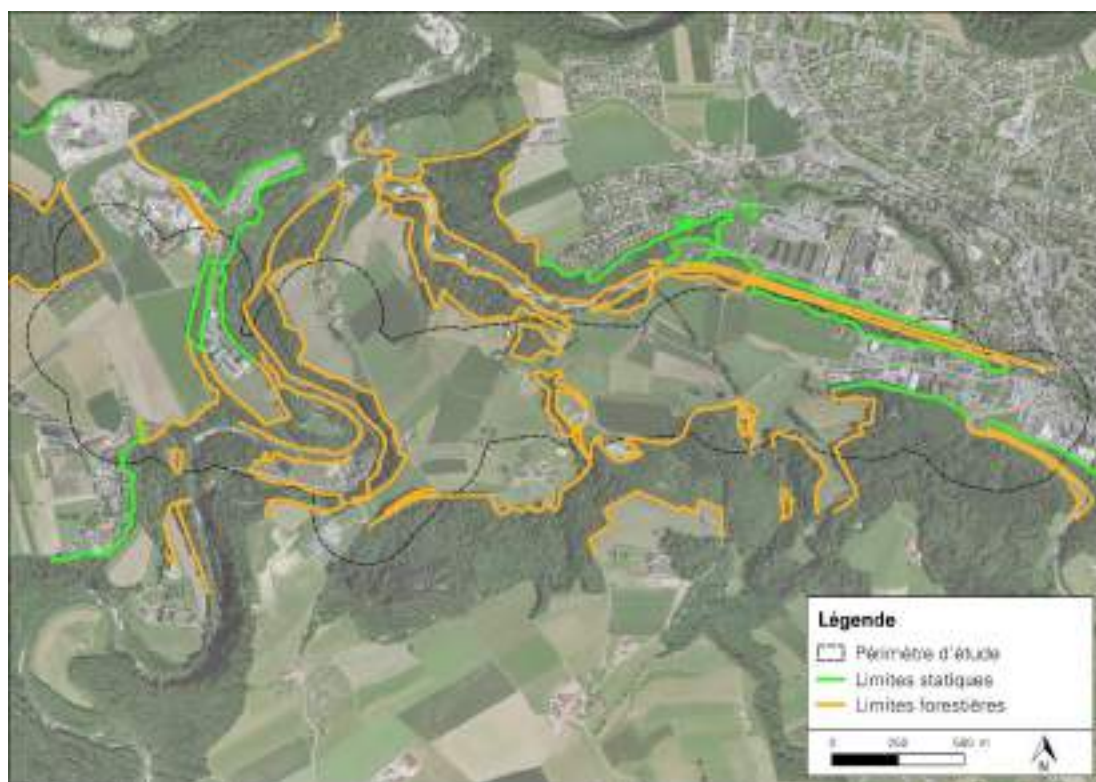 Légende
Périmètre d'étude
Limites statiques
Limites forestières
0 250 500 m
N